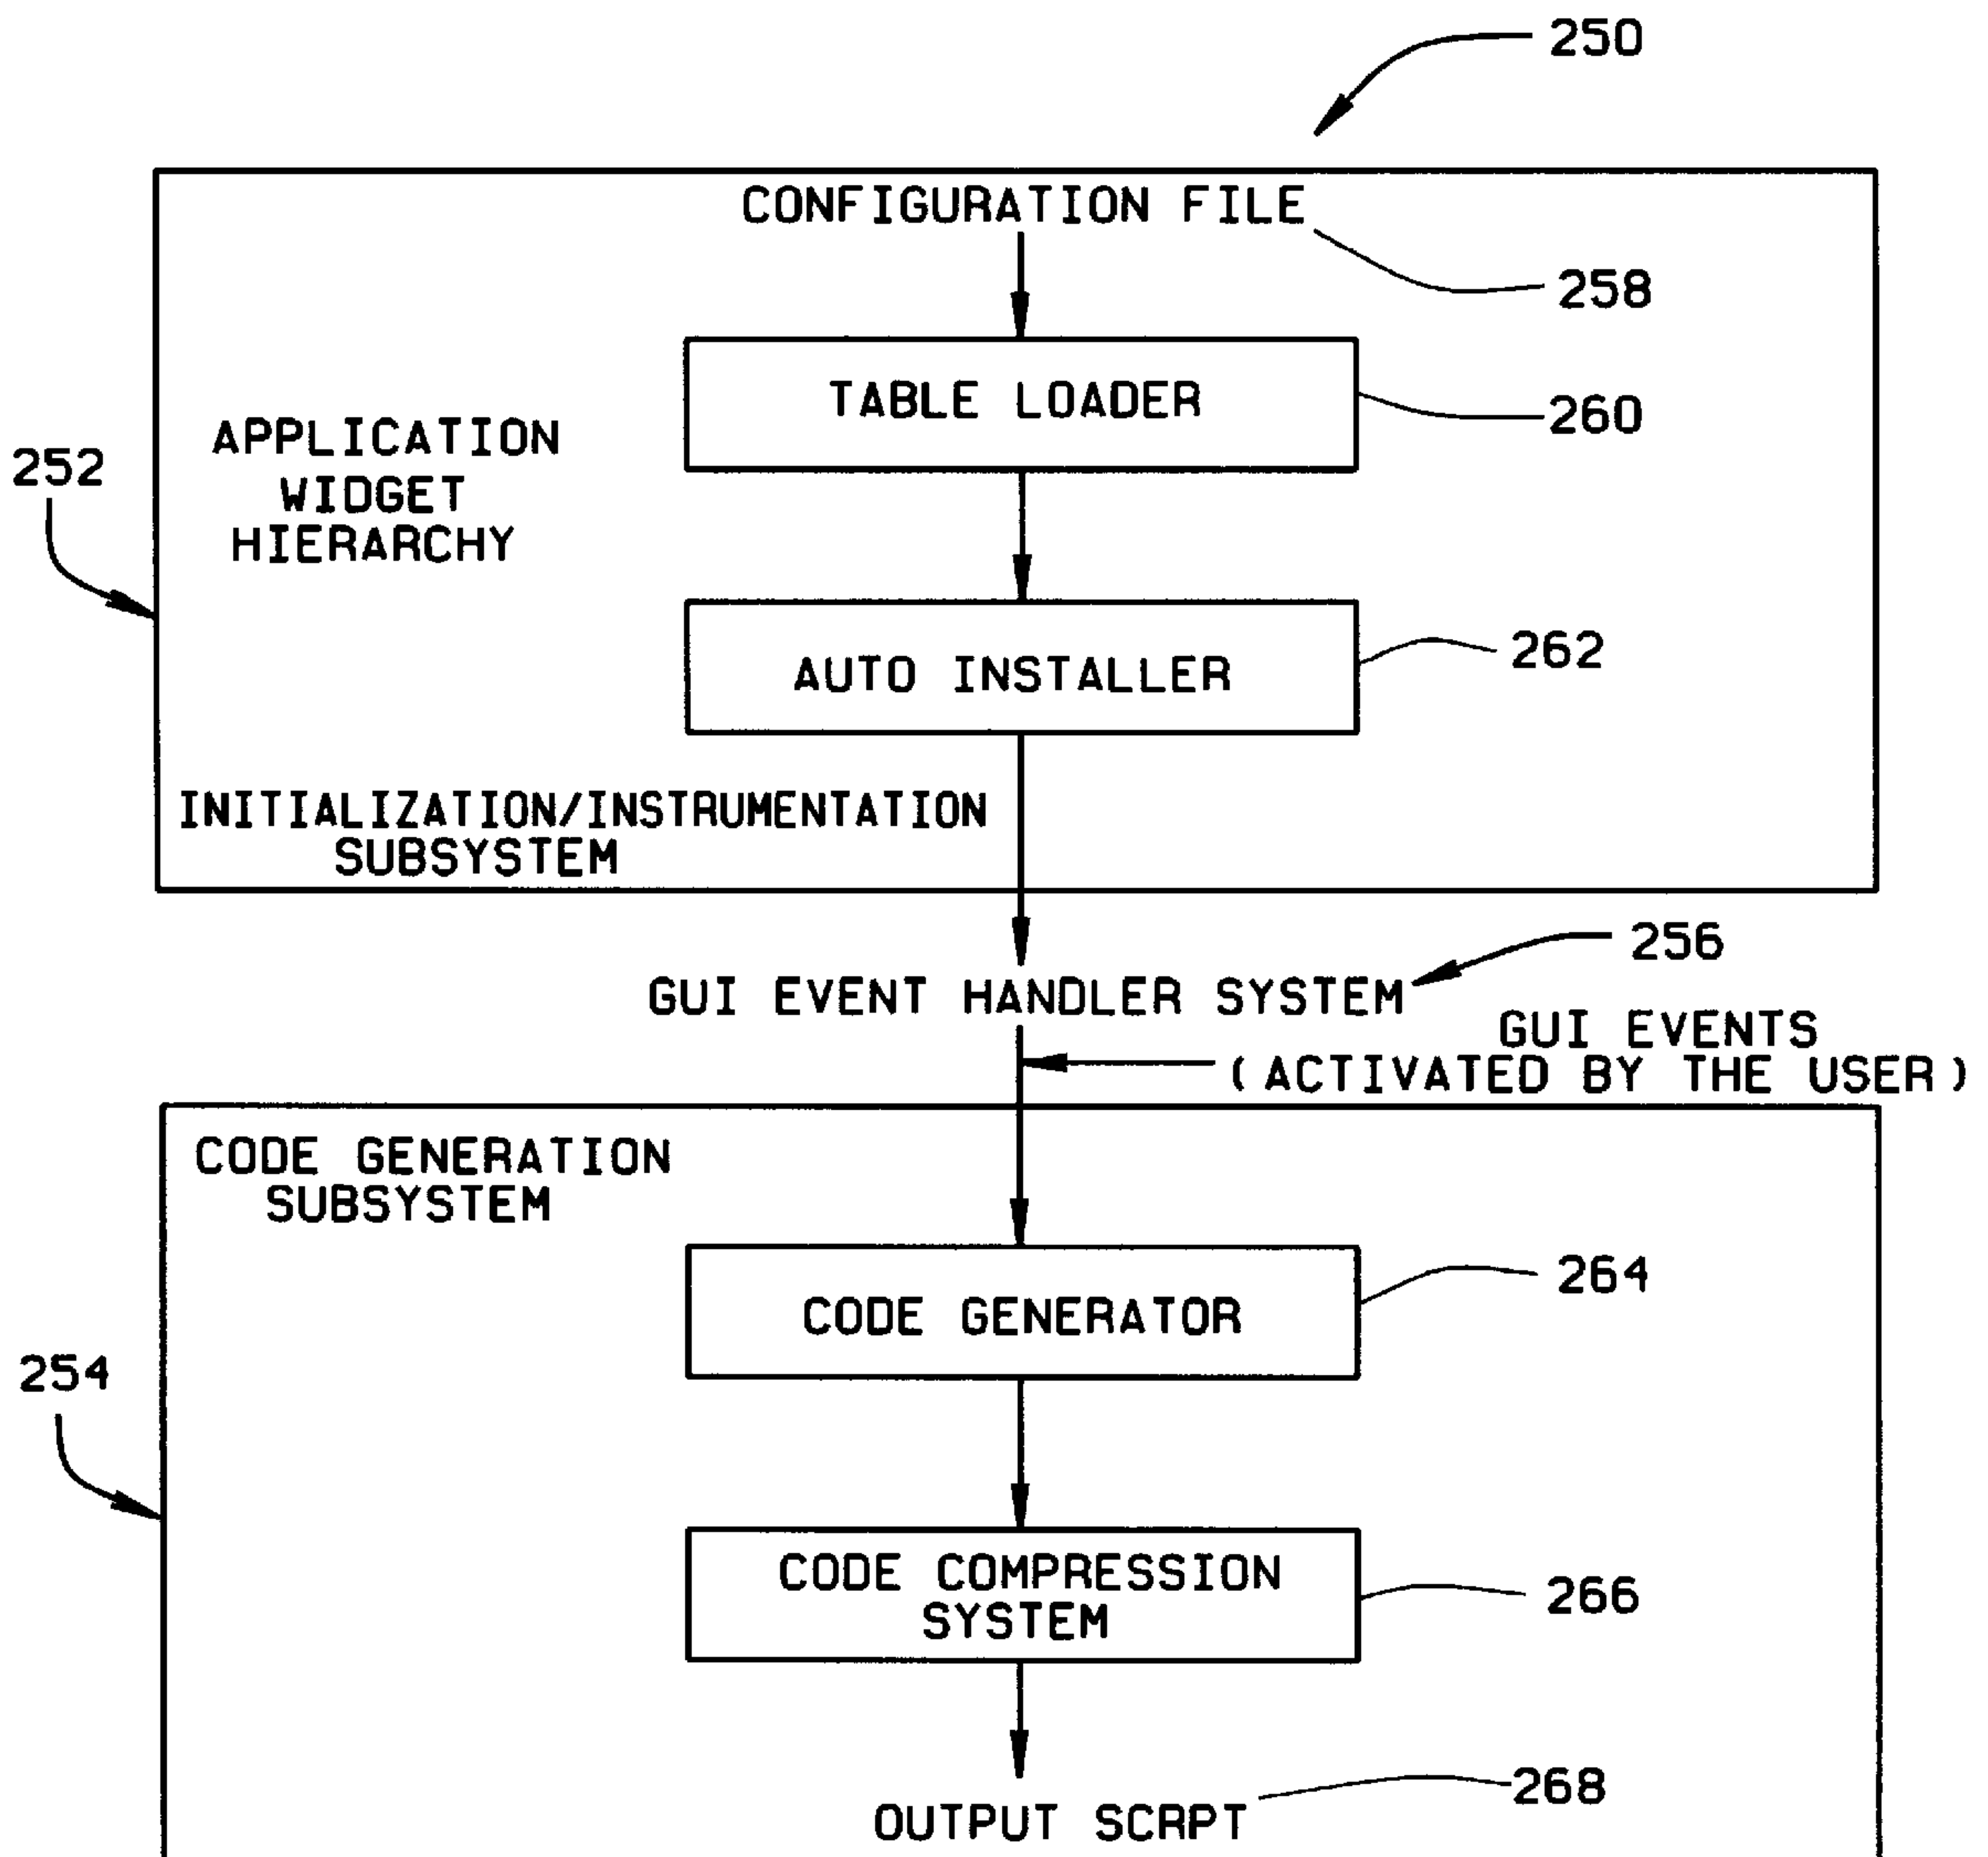 250
CONFIGURATION FILE
258
TABLE LOADER
260
APPLICATION
WIDGET
HIERARCHY
252
AUTO INSTALLER
262
INITIALIZATION/INSTRUMENTATION
SUBSYSTEM
256
GUI EVENT HANDLER SYSTEM
GUI EVENTS
(ACTIVATED BY THE USER)
CODE GENERATION
SUBSYSTEM
264
CODE GENERATOR
254
CODE COMPRESSION
SYSTEM
266
268
OUTPUT SCRPT